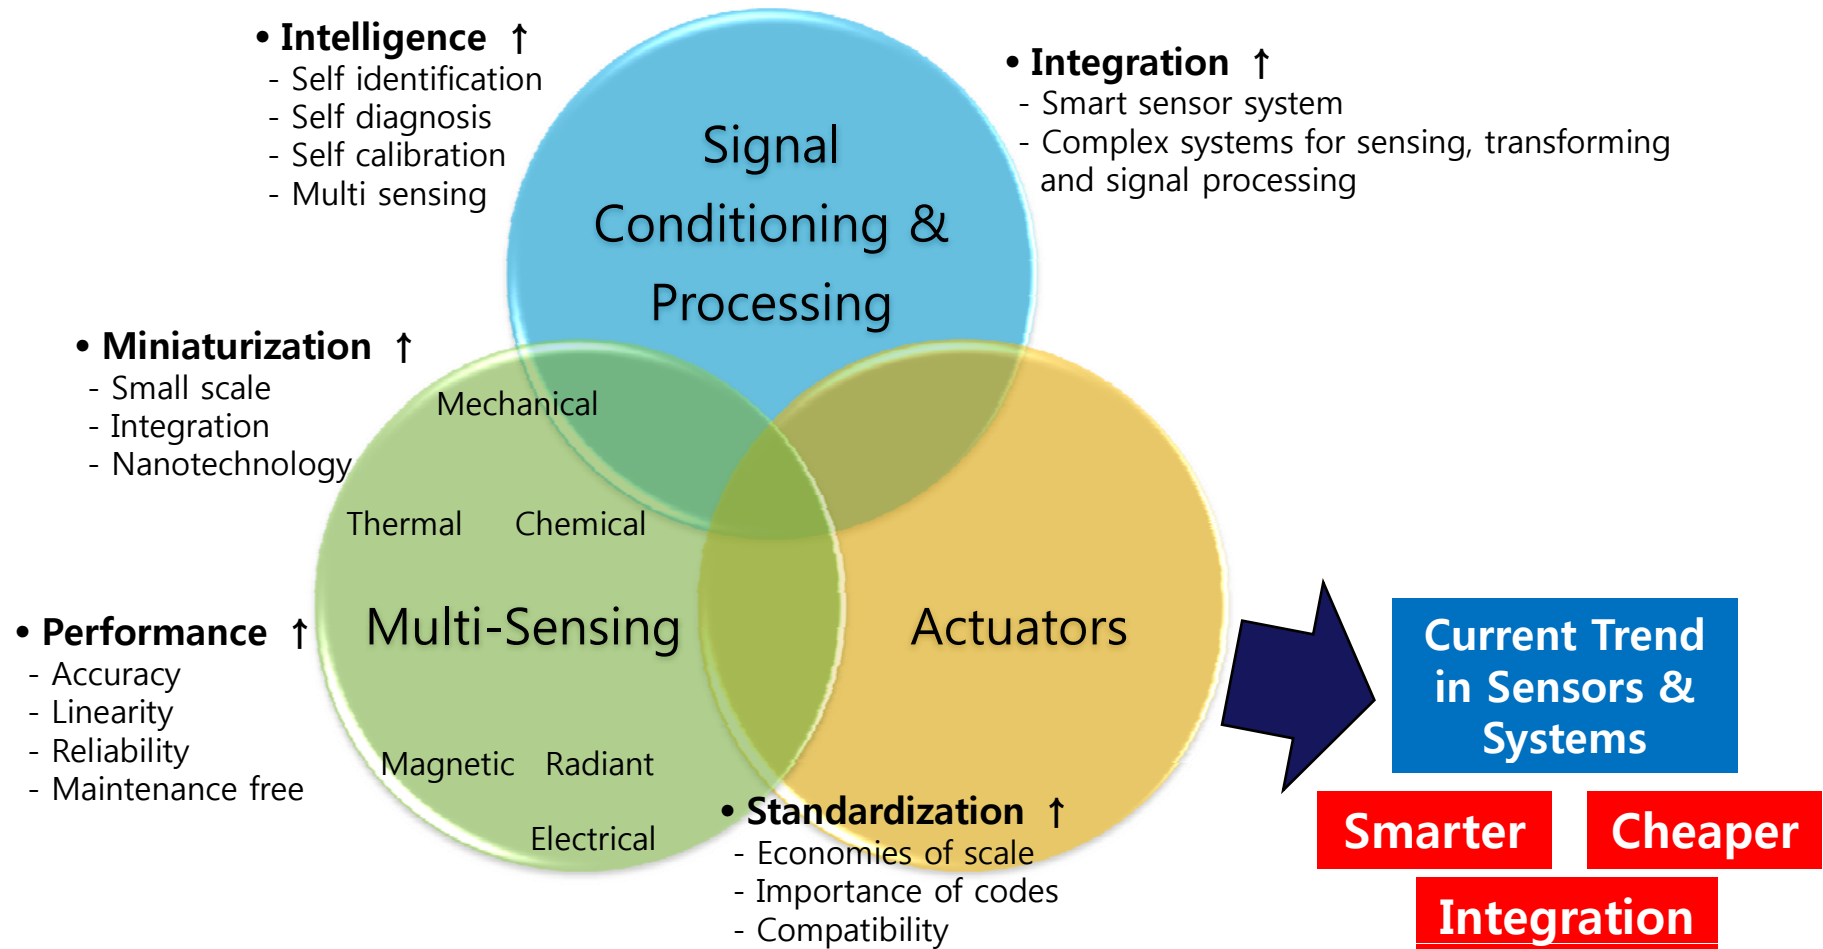 • Intelligence ↑
- Self identification
- Self diagnosis
- Self calibration
- Multi sensing
• Integration ↑
- Smart sensor system
- Complex systems for sensing, transforming
and signal processing
Signal
Conditioning &
Processing
• Miniaturization ↑
- Small scale
- Integration
- Nanotechnology
Mechanical
Thermal Chemical
Multi-Sensing
Magnetic Radiant
Electrical
Actuators
• Performance ↑
- Accuracy
- Linearity
- Reliability
- Maintenance free
• Standardization ↑
- Economies of scale
- Importance of codes
- Compatibility
Current Trend
in Sensors &
Systems
Smarter
Cheaper
Integration